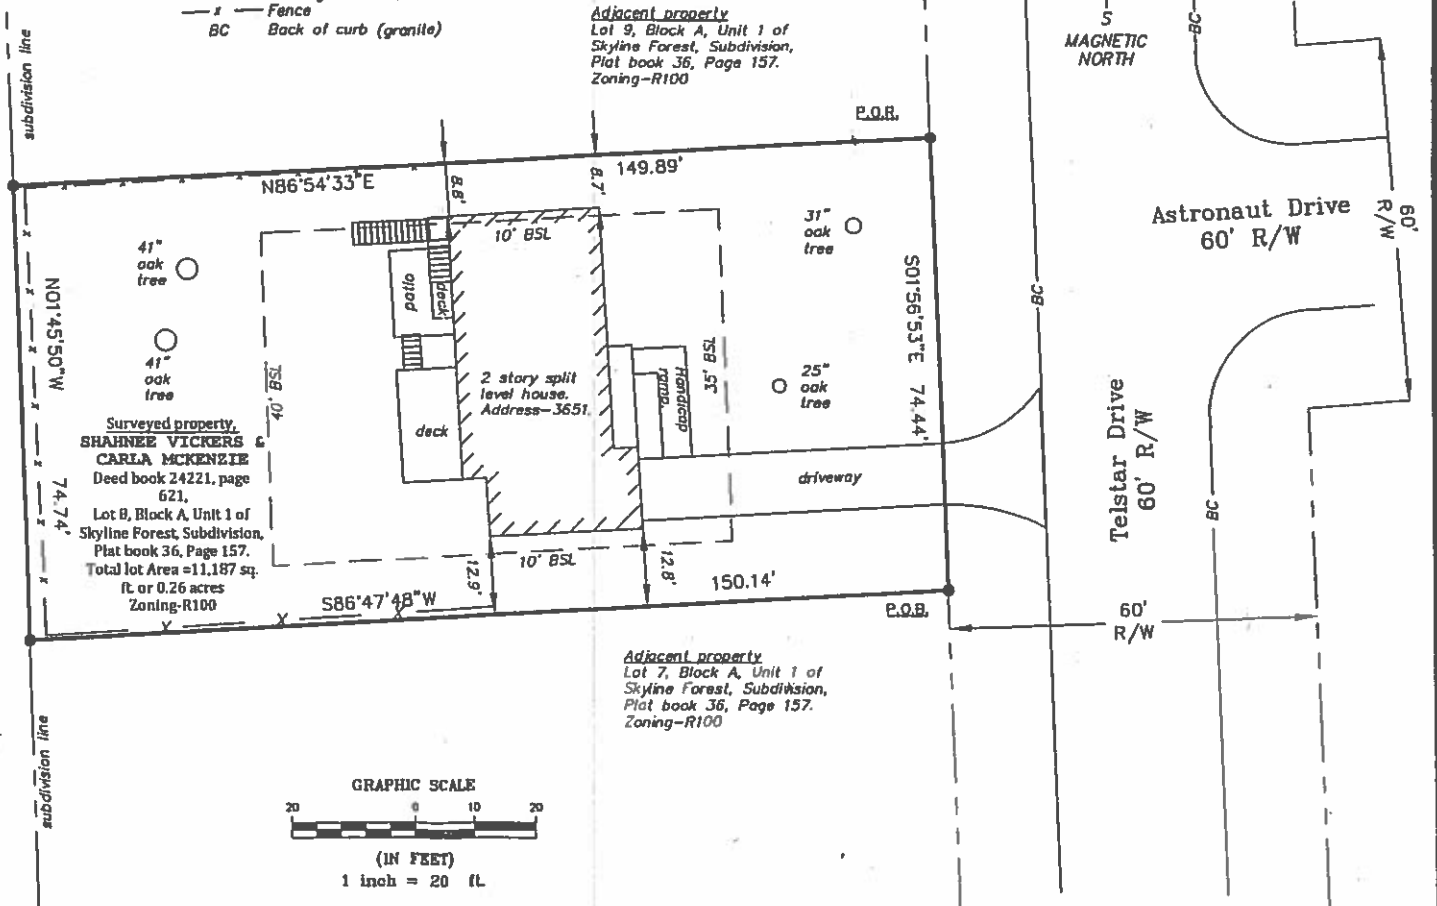 x Fence
BC Back of curb (granite)
subdivision line
Adjacent property
Lot 9, Block A, Unit 1 of
Skyline Forest, Subdivision,
Plat book 36, Page 157.
Zoning-R100
S
MAGNETIC
NORTH
BC
P.O.R.
N86°54'33"E
149.89'
8.8'
8.7'
10' BSL
31"
oak
tree
Astronaut Drive
60' R/W
60'
R/W
41"
oak
tree
patio
deck
S01°56'53"E 74.44'
BC
N01°45'50"W
74.74'
41"
oak
tree
40' BSL
2 story split
level house.
Address-3651.
Handicap
ramp.
35' BSL
25"
oak
tree
deck
driveway
Telstar Drive
60' R/W
BC
Surveyed property,
SHAHNEE VICKERS &
CARLA MCKENZIE
Deed book 24221, page
621,
Lot 8, Block A, Unit 1 of
Skyline Forest, Subdivision,
Plat book 36, Page 157.
Total lot Area =11,187 sq.
ft. or 0.26 acres
Zoning-R100
10' BSL
12.9'
12.8'
150.14'
S86°47'48"W
P.O.B.
60'
R/W
Adjacent property
Lot 7, Block A, Unit 1 of
Skyline Forest, Subdivision,
Plat book 36, Page 157.
Zoning-R100
subdivision line
GRAPHIC SCALE
20 0 10 20
(IN FEET)
1 inch = 20 ft.